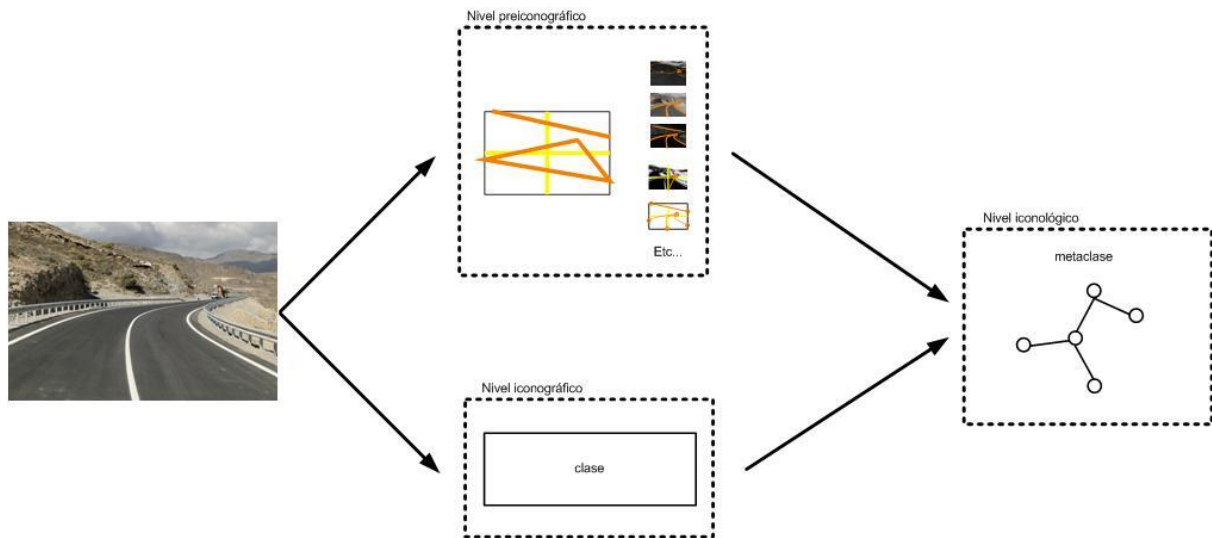 Nivel preiconográfico
Etc...
Nivel iconográfico
clase
Nivel iconológico
metaclase